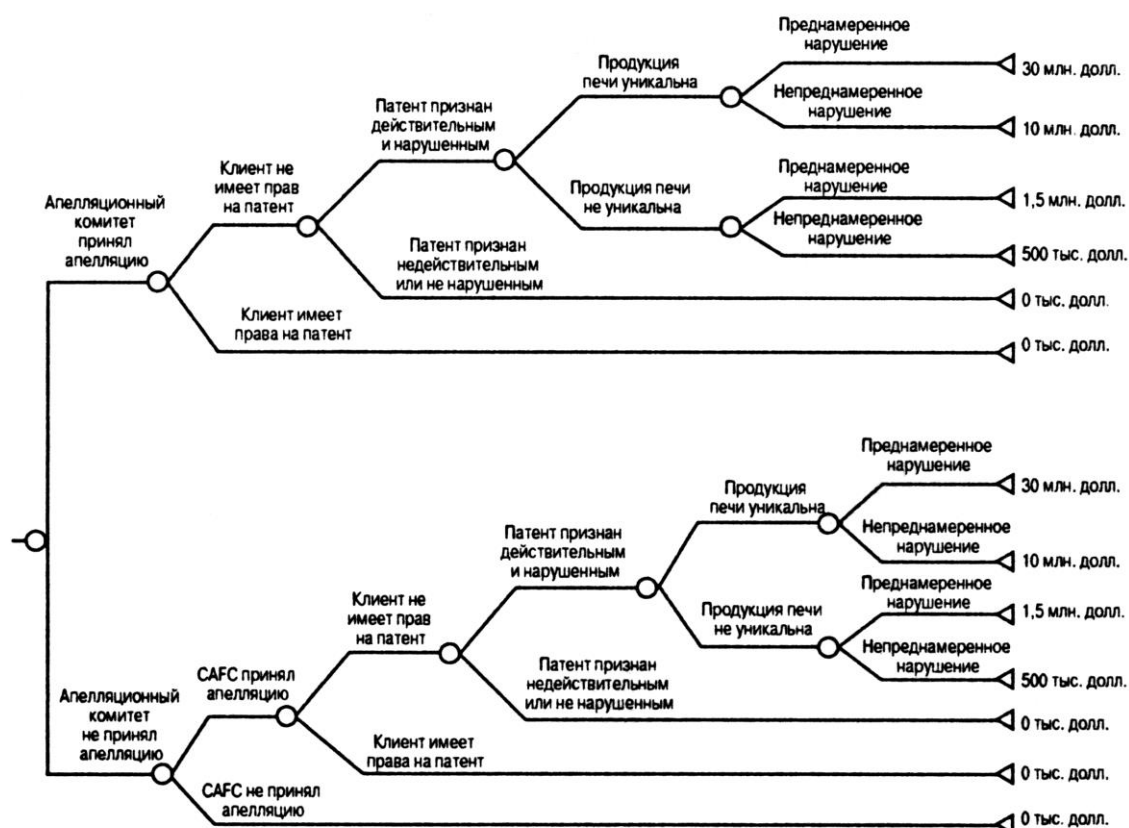 Преднамеренное
нарушение
30 млн. долл.
Продукция
печи уникальна
Непреднамеренное
нарушение
10 млн. долл.
Патент признан
действительным
и нарушенным
Клиент не
имеет прав
на патент
Преднамеренное
нарушение
1,5 млн. долл.
Продукция печи
не уникальна
Непреднамеренное
нарушение
500 тыс. долл.
Апелляционный
комитет
принял
апелляцию
Патент признан
недействительным
или не нарушенным
0 тыс. долл.
Клиент имеет
права на патент
0 тыс. долл.
Преднамеренное
нарушение
30 млн. долл.
Продукция
печи уникальна
Непреднамеренное
нарушение
10 млн. долл.
Патент признан
действительным
и нарушенным
Преднамеренное
нарушение
1,5 млн. долл.
Продукция печи
не уникальна
Клиент не
имеет прав
на патент
Непреднамеренное
нарушение
500 тыс. долл.
Патент признан
недействительным
или не нарушенным
0 тыс. долл.
CAFC принял
апелляцию
Апелляционный
комитет
не принял
апелляцию
Клиент имеет
права на патент
0 тыс. долл.
CAFC не принял
апелляцию
0 тыс. долл.